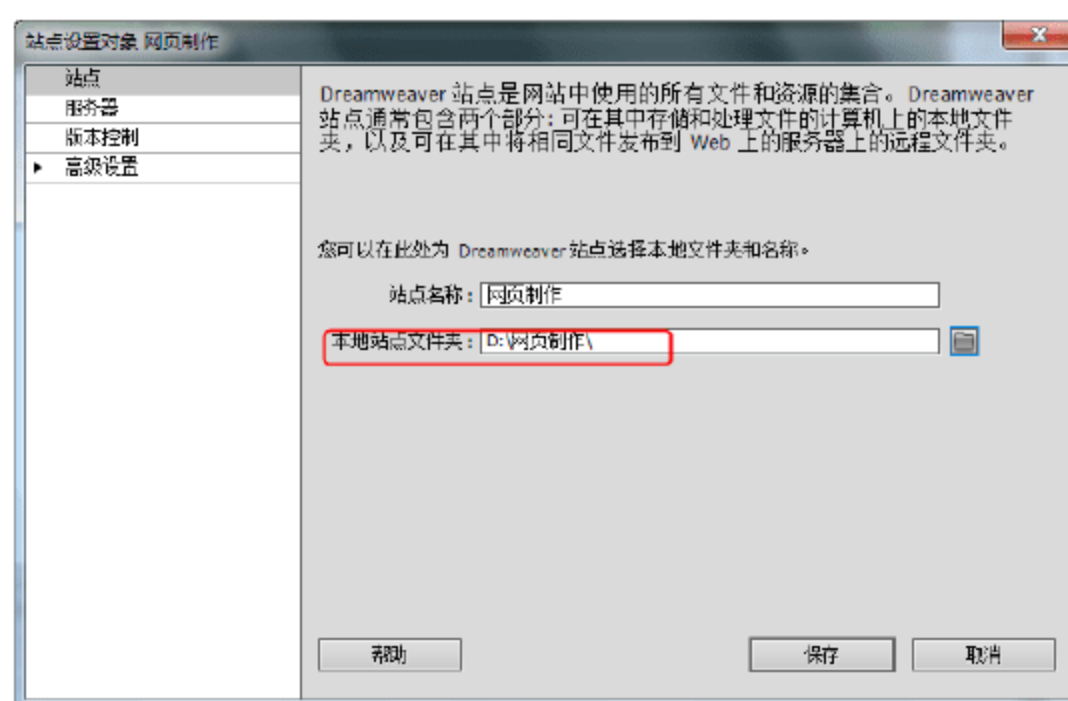 站点设置对象 网页制作
站点
服务器
版本控制
高级设置
Dreamweaver 站点是网站中使用的所有文件和资源的集合。Dreamweaver
站点通常包含两个部分:可在其中存储和处理文件的计算机上的本地文件
夹，以及可在其中将相同文件发布到 Web 上的服务器上的远程文件夹。
您可以在此处为 Dreamweaver 站点选择本地文件夹和名称。
站点名称: 网页制作
本地站点文件夹: D:\网页制作\
帮助 保存 取消